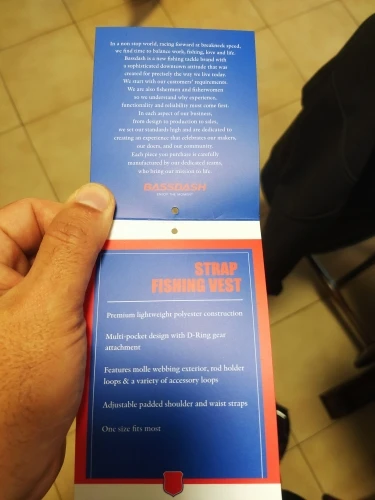 In a non stop world, racing forward at breakneck speed,
we find time to balance work, fishing, love and life.
Bassdash is a new fishing tackle brand with
a sophisticated downtown attitude that was
created for precisely the way we live today.
We start with our customers' requirements.
We are also fishermen and fisherwomen
so we understand why experience,
functionality and reliability most come first.
In each aspect of our business,
from design to production to sales,
we set our standards high and are dedicated to
creating an experience that celebrates our makers,
our doers, and our community.
Each piece you purchase is carefully
manufactured by our dedicated teams,
who bring our mission to life.
BASSDASH
STRAP
FISHING VEST
Premium lightweight polyester construction
Multi-pocket design with D-Ring gear
attachment
Features molle webbing exterior, rod holder
loops & a variety of accessory loops
Adjustable padded shoulder and waist straps
One size fits most